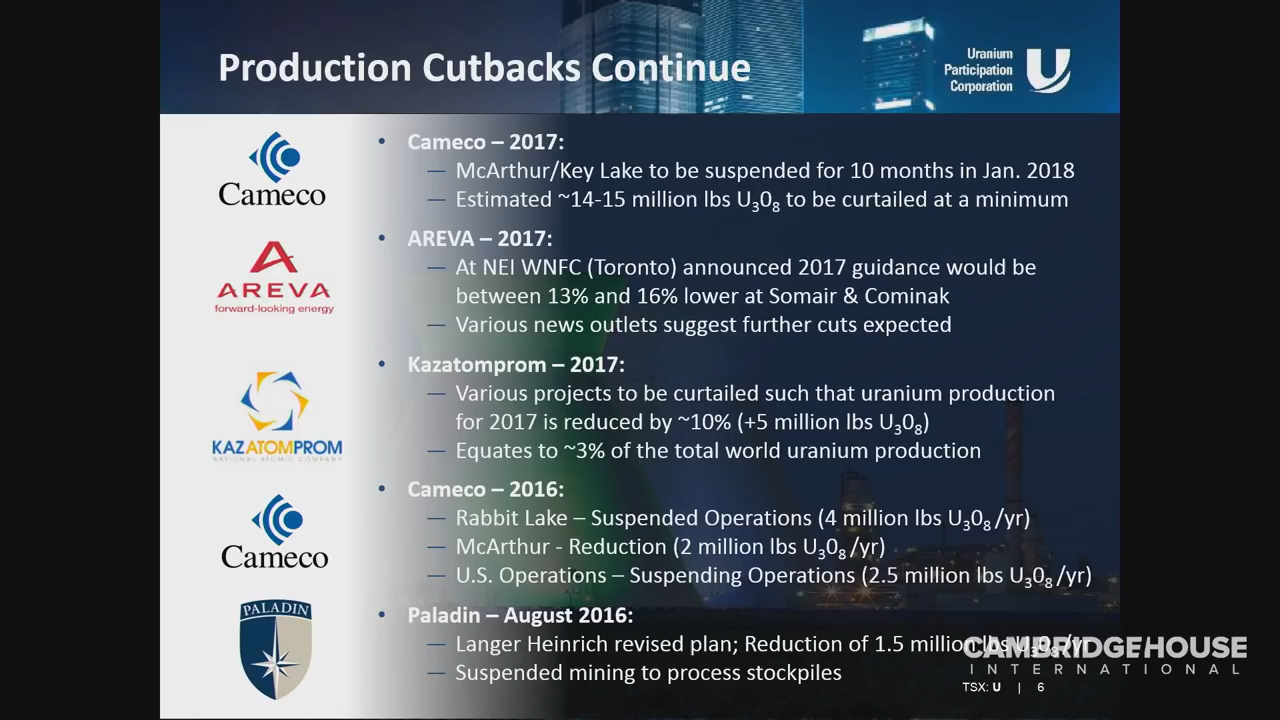 Production Cutbacks Continue
Uranium
Participation
Corporation
Cameco
• Cameco – 2017:
— McArthur/Key Lake to be suspended for 10 months in Jan. 2018
— Estimated ~14-15 million lbs U₃0₈ to be curtailed at a minimum
AREVA
forward-looking energy
• AREVA – 2017:
— At NEI WNFC (Toronto) announced 2017 guidance would be
between 13% and 16% lower at Somair & Cominak
— Various news outlets suggest further cuts expected
KAZATOMPROM
NATIONAL ATOMIC COMPANY
• Kazatomprom – 2017:
— Various projects to be curtailed such that uranium production
for 2017 is reduced by ~10% (+5 million lbs U₃0₈)
— Equates to ~3% of the total world uranium production
Cameco
• Cameco – 2016:
— Rabbit Lake – Suspended Operations (4 million lbs U₃0₈ /yr)
— McArthur - Reduction (2 million lbs U₃0₈ /yr)
— U.S. Operations – Suspending Operations (2.5 million lbs U₃0₈ /yr)
PALADIN
• Paladin – August 2016:
— Langer Heinrich revised plan; Reduction of 1.5 million lbs U₃0₈ /yr
— Suspended mining to process stockpiles
CAMBRIDGEHOUSE
INTERNATIONAL
TSX: U | 6